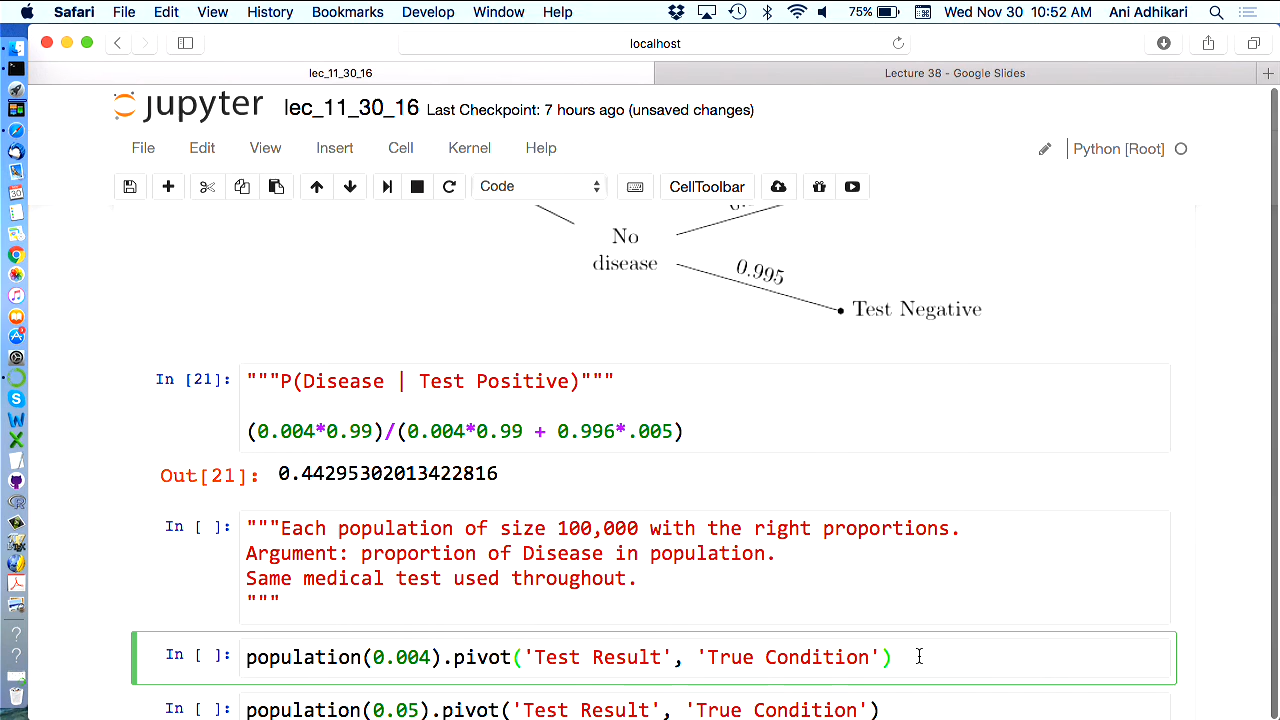 Safari File Edit View History Bookmarks Develop Window Help 75% Wed Nov 30 10:52 AM Ani Adhikari
localhost
lec_11_30_16 Lecture 38 - Google Slides
jupyter lec_11_30_16 Last Checkpoint: 7 hours ago (unsaved changes)
File Edit View Insert Cell Kernel Help Python [Root]
Code CellToolbar
No
disease
0.995
Test Negative
In [21]: """P(Disease | Test Positive)"""
(0.004*0.99)/(0.004*0.99 + 0.996*.005)
Out[21]: 0.44295302013422816
In [ ]: """Each population of size 100,000 with the right proportions.
Argument: proportion of Disease in population.
Same medical test used throughout.
"""
In [ ]: population(0.004).pivot('Test Result', 'True Condition')
In [ ]: population(0.05).pivot('Test Result', 'True Condition')